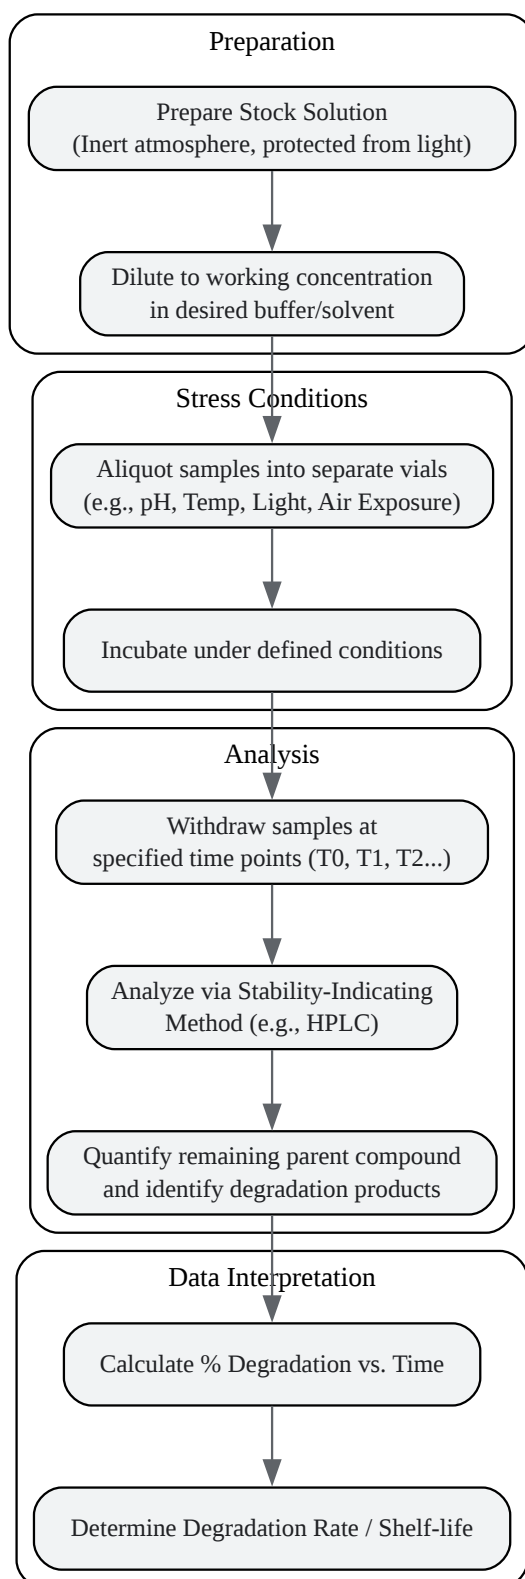 Preparation
Prepare Stock Solution
(Inert atmosphere, protected from light)
Dilute to working concentration
in desired buffer/solvent
Stress Conditions
Aliquot samples into separate vials
(e.g., pH, Temp, Light, Air Exposure)
Incubate under defined conditions
Analysis
Withdraw samples at
specified time points (T0, T1, T2...)
Analyze via Stability-Indicating
Method (e.g., HPLC)
Quantify remaining parent compound
and identify degradation products
Data Interpretation
Calculate % Degradation vs. Time
Determine Degradation Rate / Shelf-life